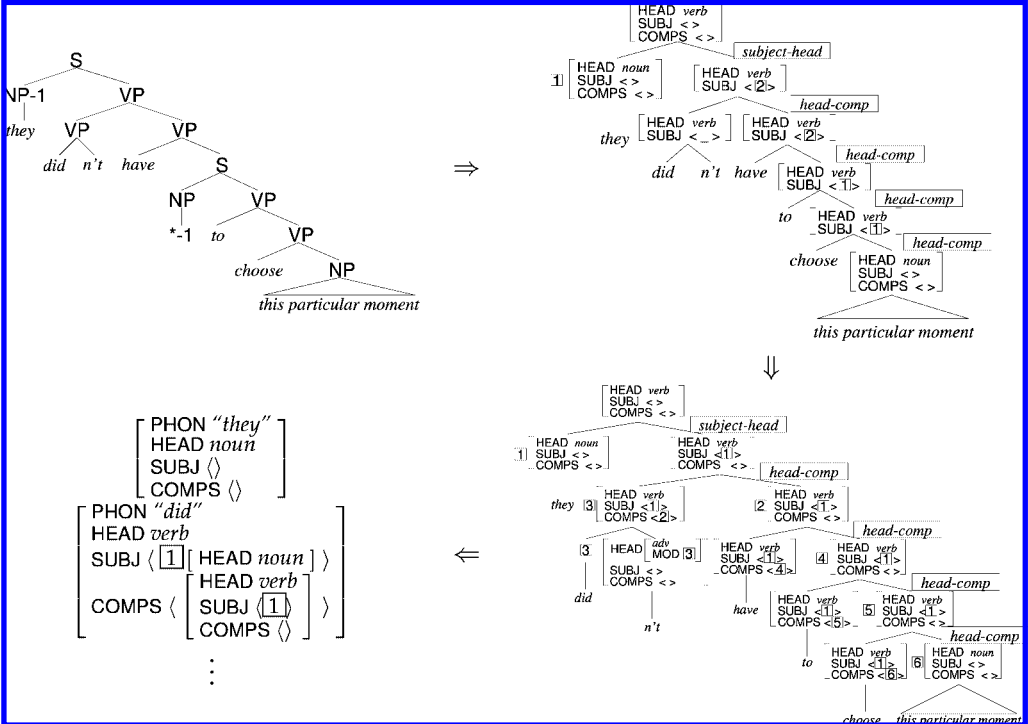 S
NP-1 VP
they VP VP
did n't have S
NP VP
*-1 to VP
choose NP
this particular moment
⇒
HEAD verb
SUBJ < >
COMPS < >
subject-head
1 HEAD noun
SUBJ < >
COMPS < >
HEAD verb
SUBJ < 2 >
head-comp
they
HEAD verb
SUBJ < _ >
HEAD verb
SUBJ < 2 >
did n't have
head-comp
HEAD verb
SUBJ < 1 >
head-comp
to
HEAD verb
SUBJ < 1 >
head-comp
choose
HEAD noun
SUBJ < >
COMPS < >
this particular moment
⇓
HEAD verb
SUBJ < >
COMPS < >
subject-head
1 HEAD noun
SUBJ < >
COMPS < >
HEAD verb
SUBJ <1>
COMPS < >
head-comp
they
3 HEAD verb
SUBJ <1>
COMPS <2>
2 HEAD verb
SUBJ <1>
COMPS < >
head-comp
3
did
HEAD adv
MOD 3
SUBJ < >
COMPS < >
n't
HEAD verb
SUBJ <1>
COMPS <4>
have
4 HEAD verb
SUBJ <1>
COMPS < >
head-comp
HEAD verb
SUBJ <1>
COMPS <5>
to
5 HEAD verb
SUBJ <1>
COMPS < >
head-comp
HEAD verb
SUBJ <1>
COMPS <6>
choose
6 HEAD noun
SUBJ < >
COMPS < >
this particular moment
⇐
PHON "they"
HEAD noun
SUBJ ⟨⟩
COMPS ⟨⟩
PHON "did"
HEAD verb
SUBJ ⟨ 1 [ HEAD noun ] ⟩
COMPS ⟨ [ HEAD verb
SUBJ ⟨ 1 ⟩
COMPS ⟨⟩ ] ⟩
⋮